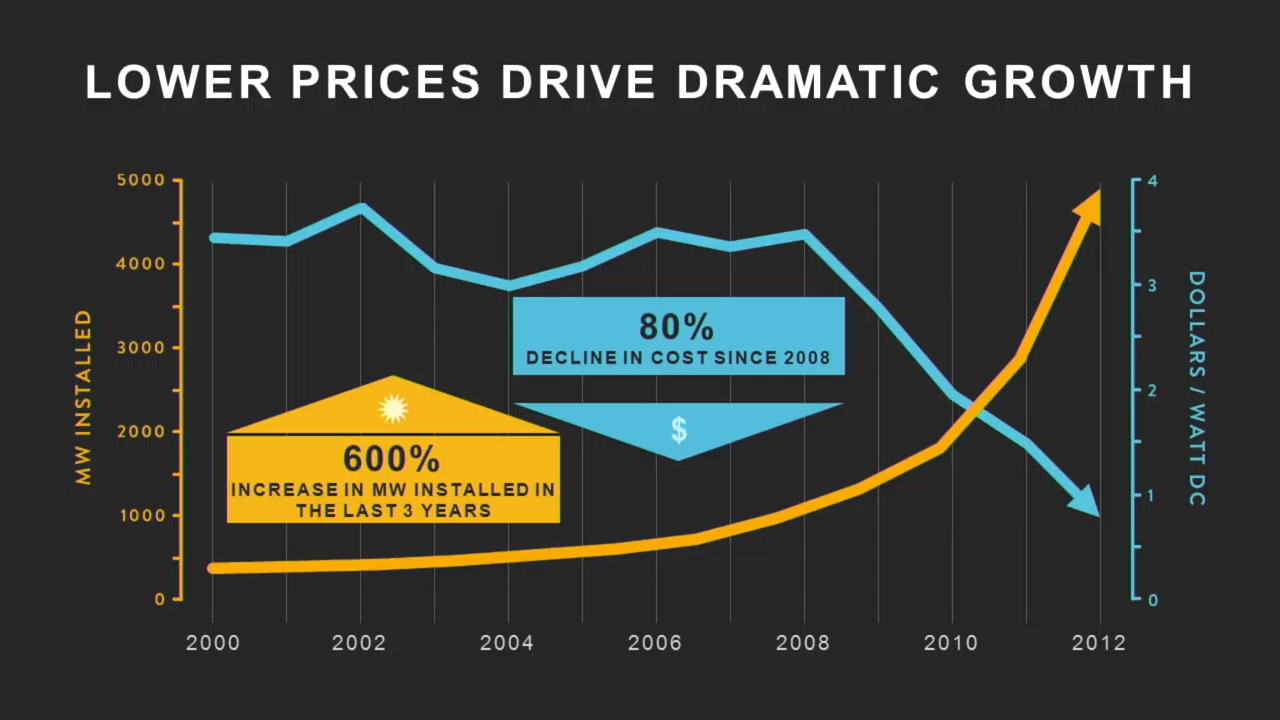 LOWER PRICES DRIVE DRAMATIC GROWTH
5000
4000
3000
2000
1000
0
MW INSTALLED
4
3
2
1
0
DOLLARS / WATT DC
80%
DECLINE IN COST SINCE 2008
$
600%
INCREASE IN MW INSTALLED IN
THE LAST 3 YEARS
2000 2002 2004 2006 2008 2010 2012